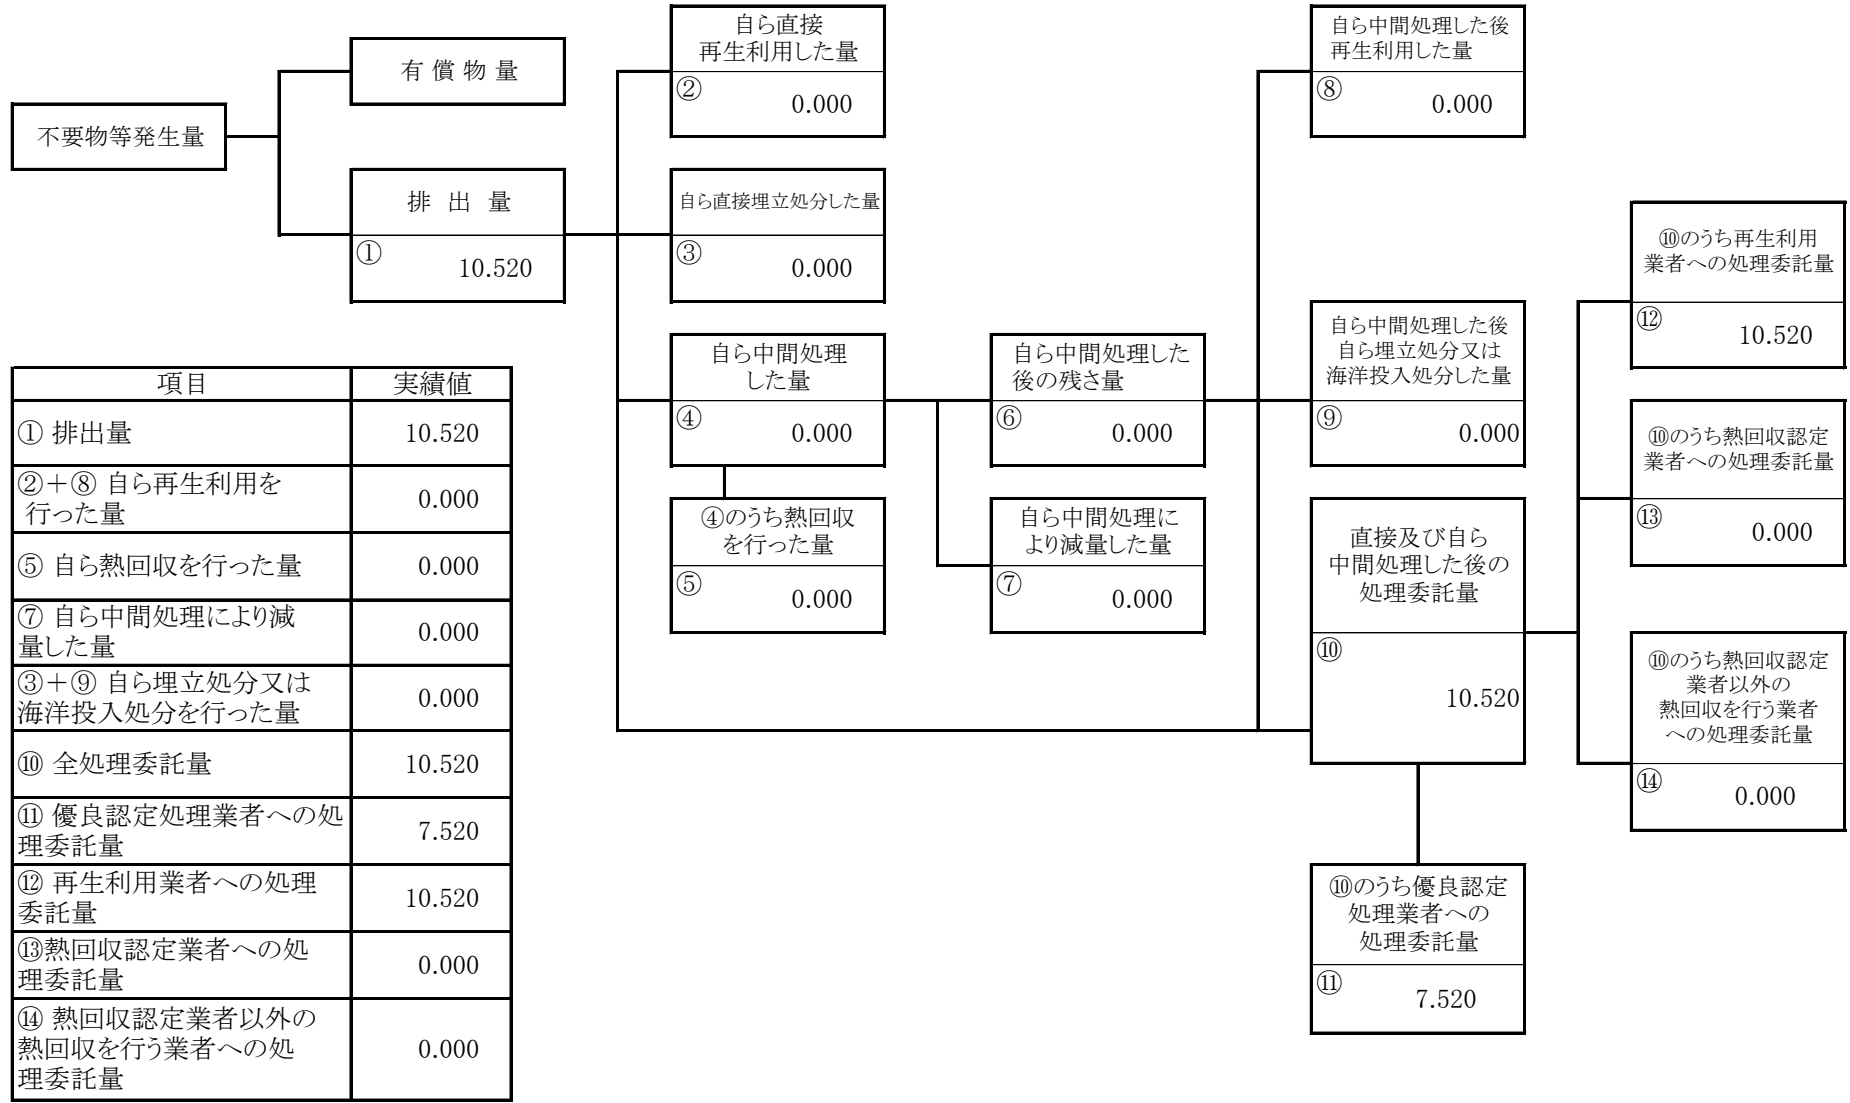 不要物等発生量
有 償 物 量
排 出 量
①
10.520
自ら直接
再生利用した量
②
0.000
自ら直接埋立処分した量
③
0.000
自ら中間処理
した量
④
0.000
④のうち熱回収
を行った量
⑤
0.000
自ら中間処理した
後の残さ量
⑥
0.000
自ら中間処理に
より減量した量
⑦
0.000
自ら中間処理した後
再生利用した量
⑧
0.000
自ら中間処理した後
自ら埋立処分又は
海洋投入処分した量
⑨
0.000
直接及び自ら
中間処理した後の
処理委託量
⑩
10.520
⑩のうち優良認定
処理業者への
処理委託量
⑪
7.520
⑩のうち再生利用
業者への処理委託量
⑫
10.520
⑩のうち熱回収認定
業者への処理委託量
⑬
0.000
⑩のうち熱回収認定
業者以外の
熱回収を行う業者
への処理委託量
⑭
0.000
項目 実績値
① 排出量 10.520
②＋⑧ 自ら再生利用を
行った量 0.000
⑤ 自ら熱回収を行った量 0.000
⑦ 自ら中間処理により減
量した量 0.000
③＋⑨ 自ら埋立処分又は
海洋投入処分を行った量 0.000
⑩ 全処理委託量 10.520
⑪ 優良認定処理業者への処
理委託量 7.520
⑫ 再生利用業者への処理
委託量 10.520
⑬熱回収認定業者への処
理委託量 0.000
⑭ 熱回収認定業者以外の
熱回収を行う業者への処
理委託量 0.000